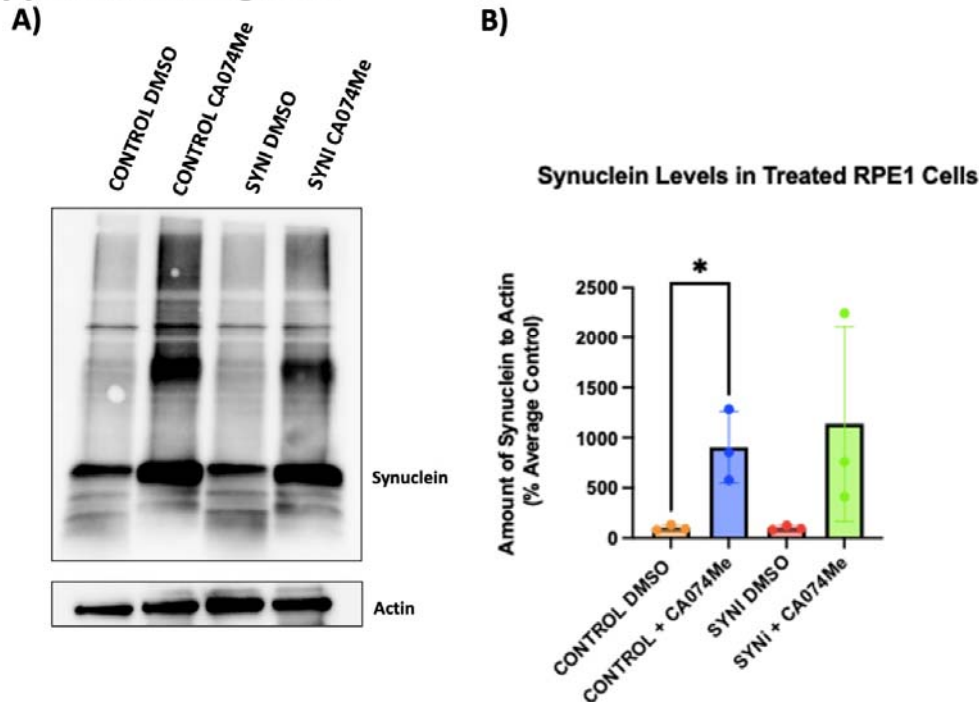 A)
CONTROL DMSO
CONTROL CA074Me
SYNI DMSO
SYNI CA074Me
Synuclein
Actin
B)
Synuclein Levels in Treated RPE1 Cells
Amount of Synuclein to Actin
(% Average Control)
2500
2000
1500
1000
500
0
*
CONTROL DMSO
CONTROL + CA074Me
SYNI DMSO
SYNi + CA074Me